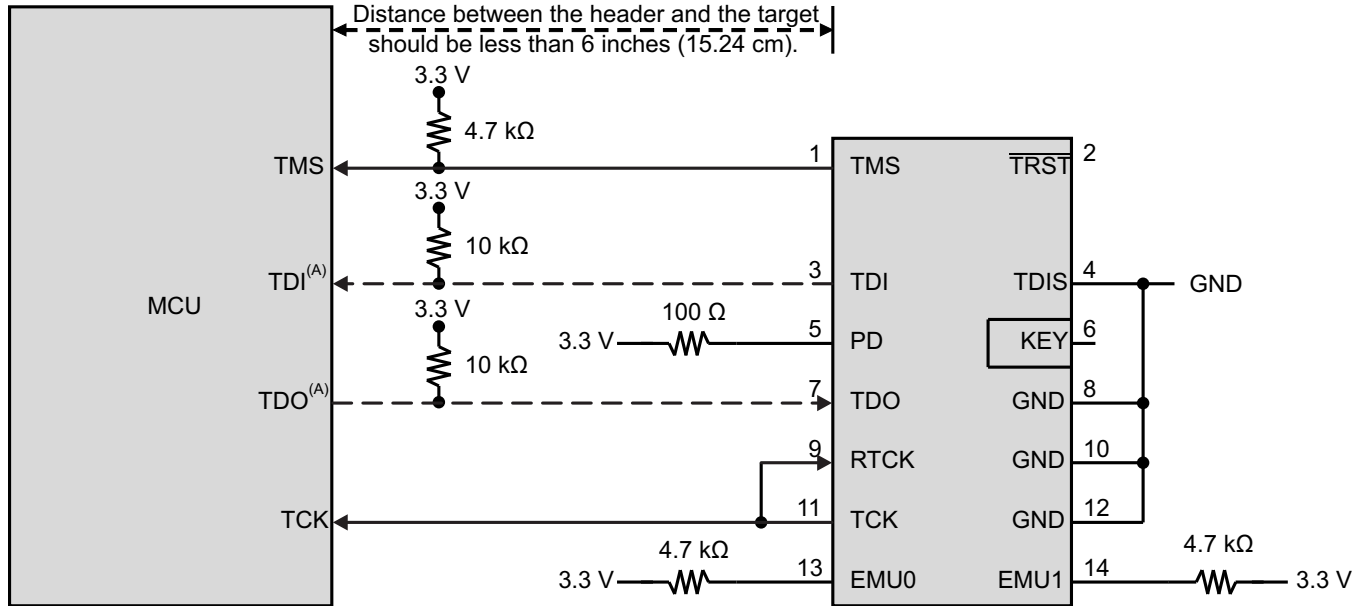 Distance between the header and the target
should be less than 6 inches (15.24 cm).
3.3 V
4.7 kΩ
TMS
1
TMS
TRST
2
3.3 V
10 kΩ
TDI(A)
3
TDI
TDIS
4
GND
MCU
3.3 V
100 Ω
3.3 V
5
PD
KEY
6
10 kΩ
TDO(A)
7
TDO
GND
8
9
RTCK
GND
10
TCK
11
TCK
GND
12
4.7 kΩ
3.3 V
13
EMU0
EMU1
14
4.7 kΩ
3.3 V